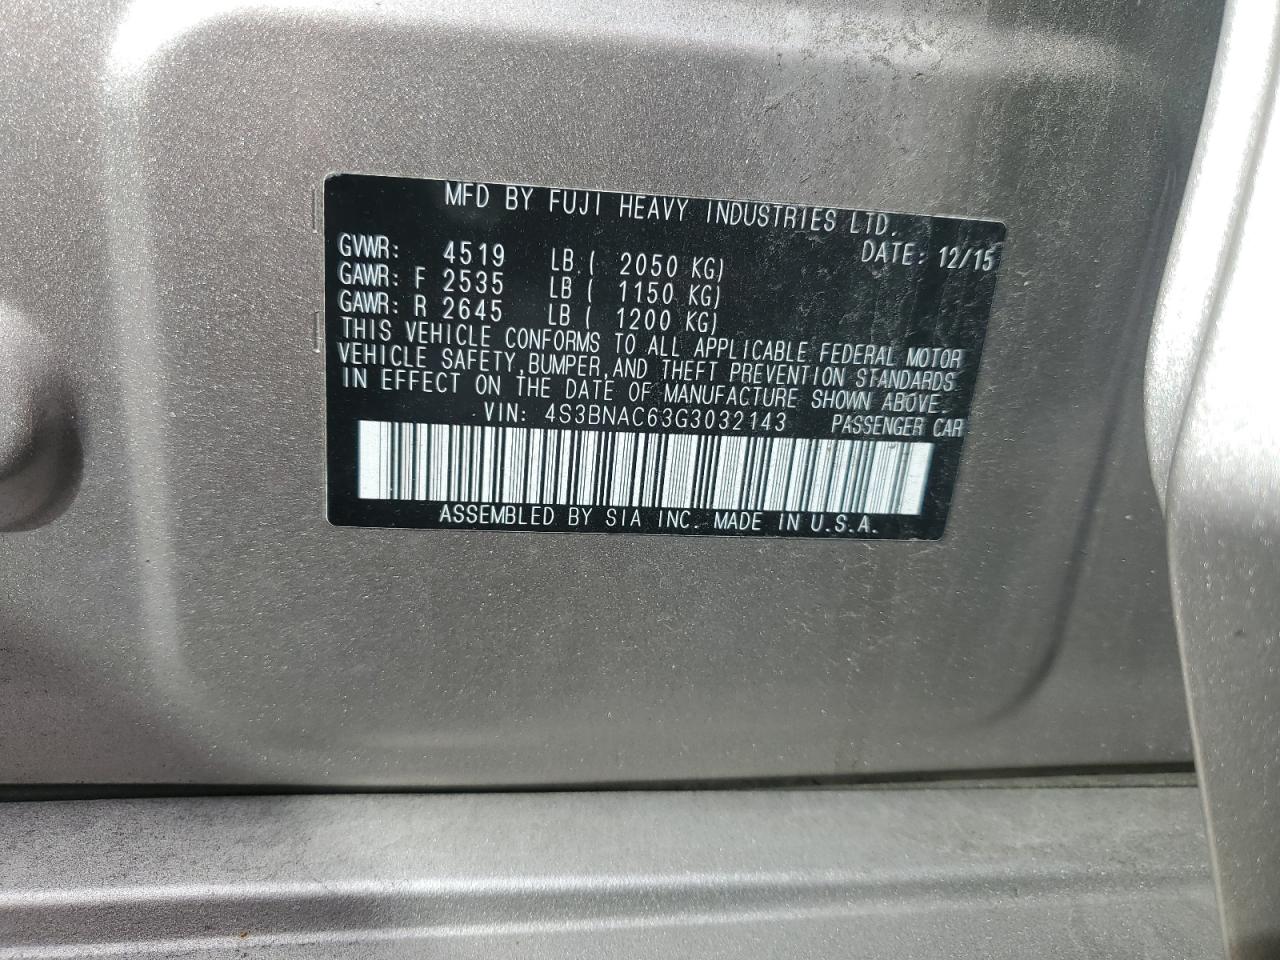 MFD BY FUJI HEAVY INDUSTRIES LTD.
DATE: 12/15
GVWR: 4519 LB ( 2050 KG)
GAWR: F 2535 LB ( 1150 KG)
GAWR: R 2645 LB ( 1200 KG)
THIS VEHICLE CONFORMS TO ALL APPLICABLE FEDERAL MOTOR
VEHICLE SAFETY,BUMPER,AND THEFT PREVENTION STANDARDS
IN EFFECT ON THE DATE OF MANUFACTURE SHOWN ABOVE.
VIN: 4S3BNAC63G3032143 PASSENGER CAR
ASSEMBLED BY SIA INC. MADE IN U.S.A.